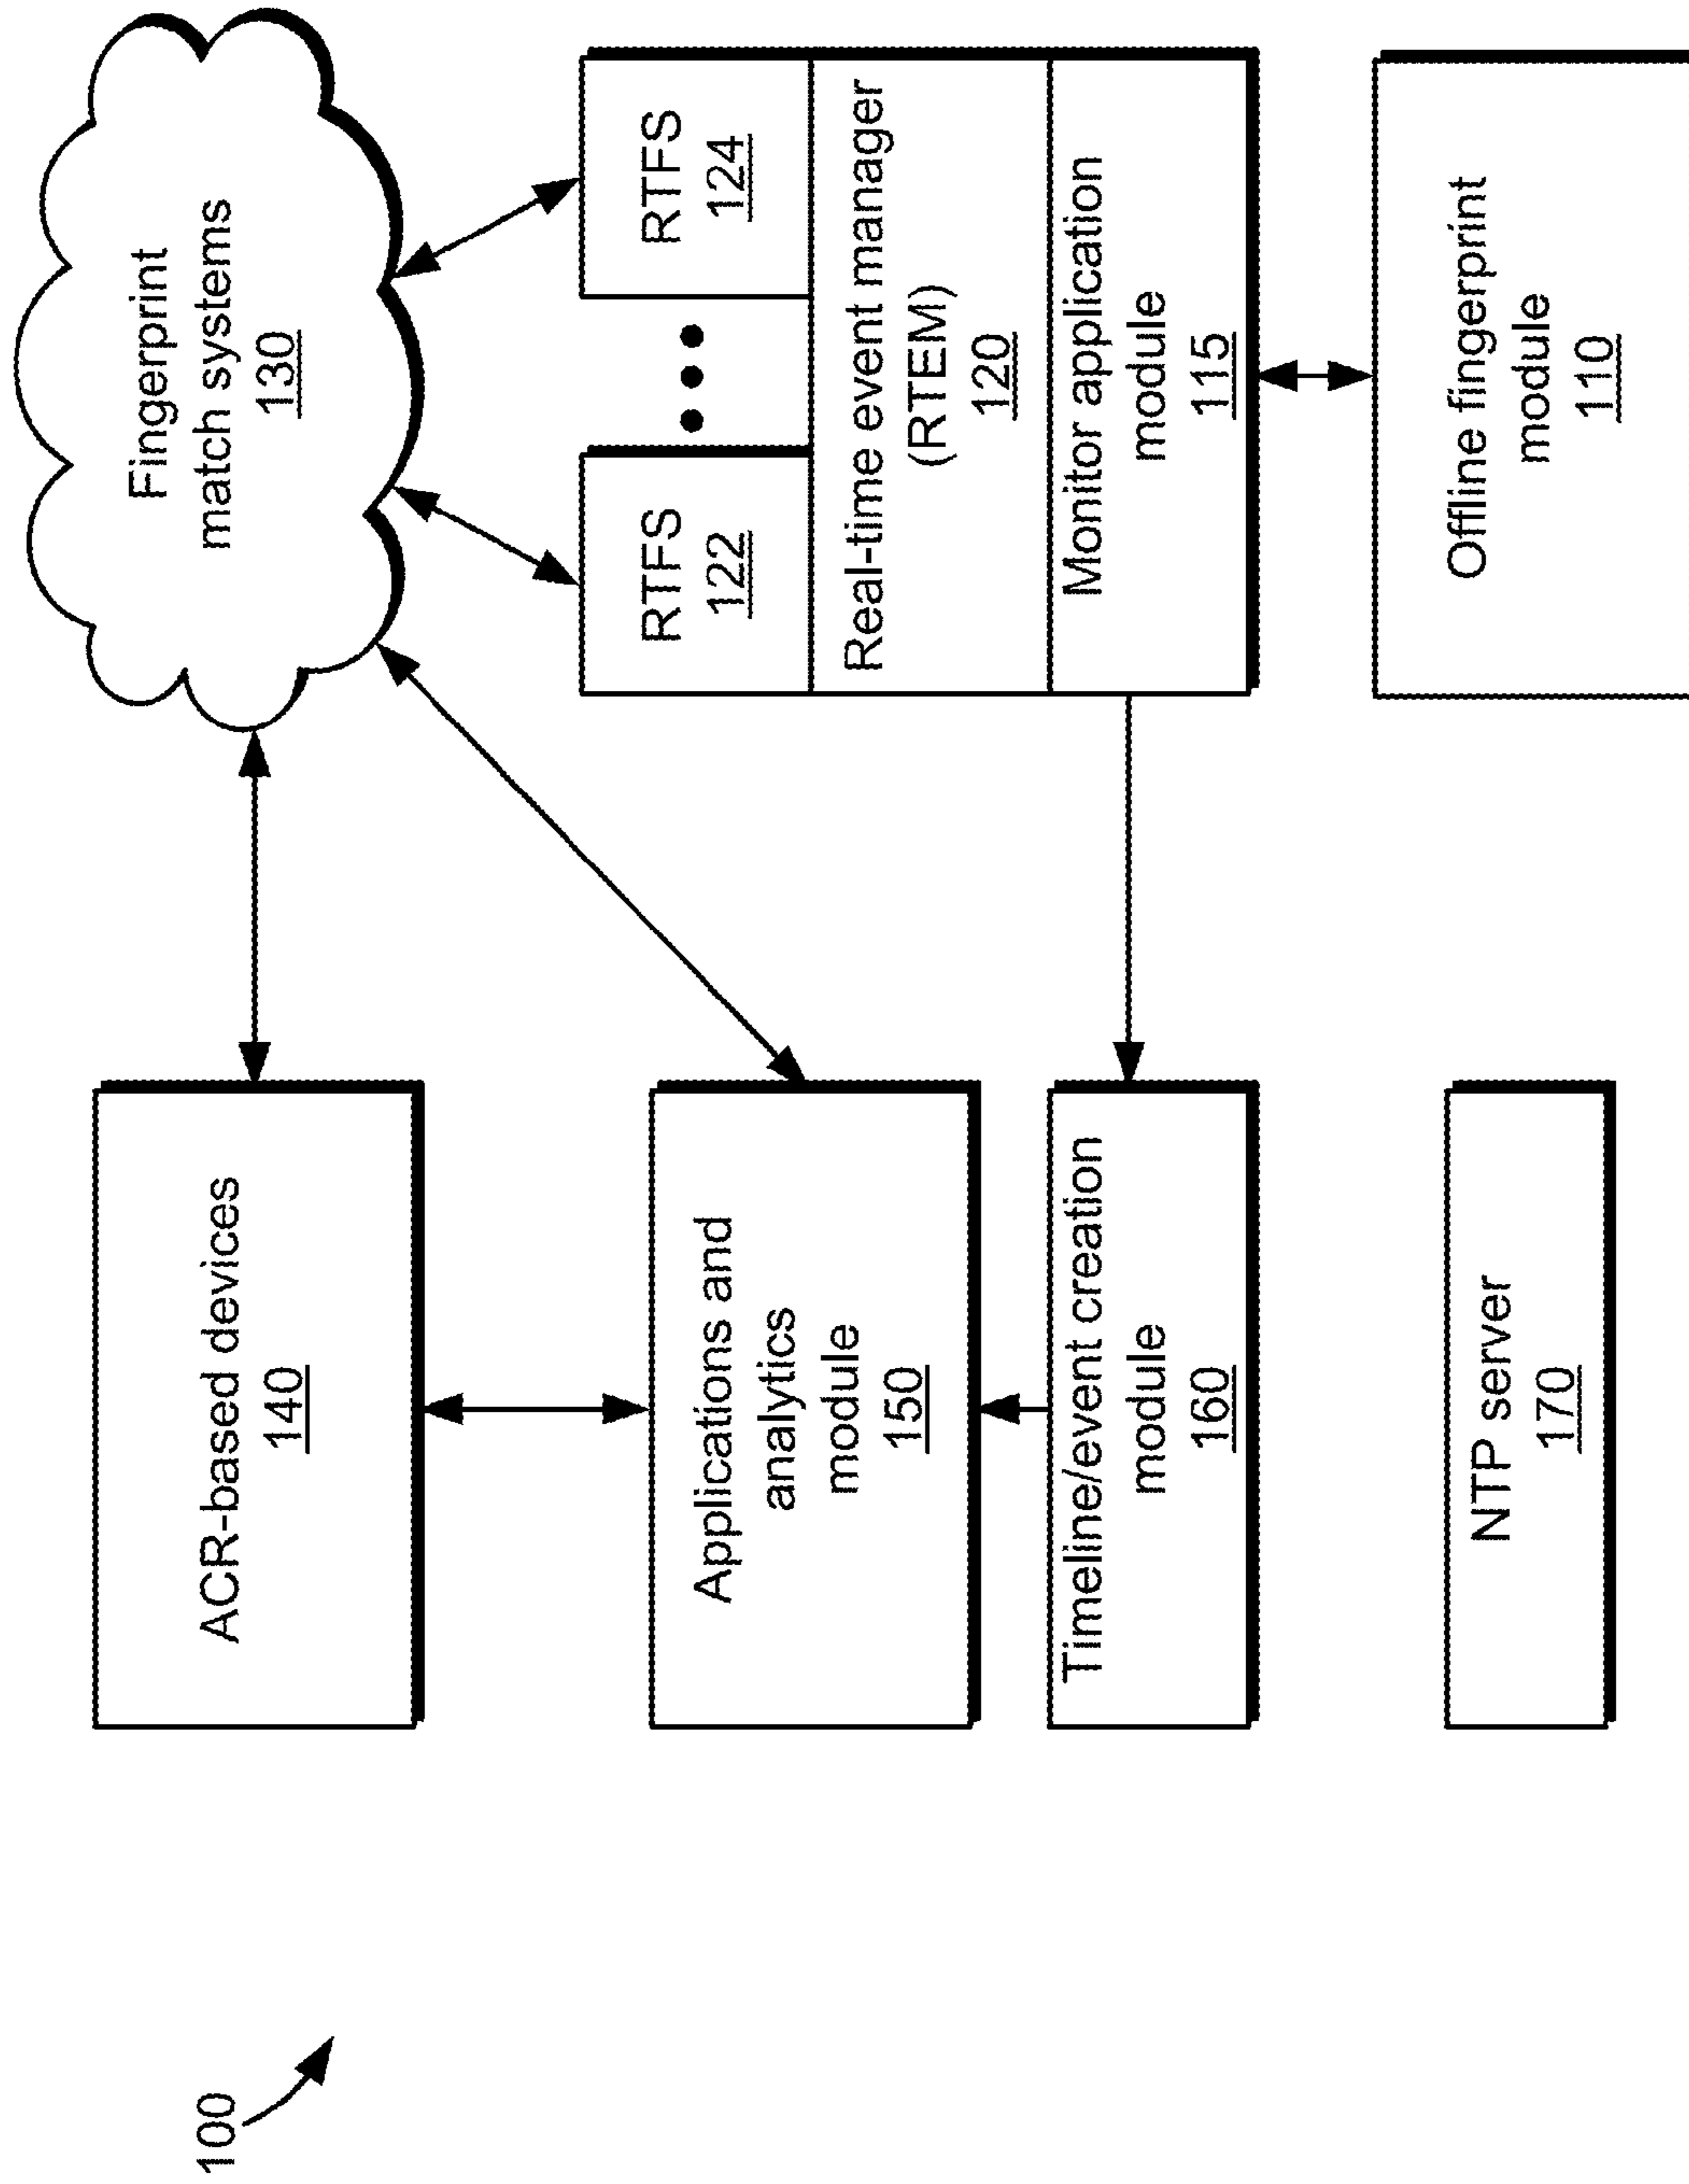 100
ACR-based devices
140
Applications and
analytics
module
150
Timeline/event creation
module
160
NTP server
170
Fingerprint
match systems
130
RTFS
122
RTFS
124
Real-time event manager
(RTEM)
120
Monitor application
module
115
Offline fingerprint
module
110